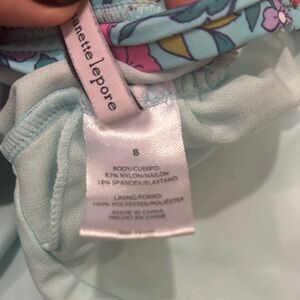 nanette lepore
8
BODY/CUERPO:
82% NYLON/NAILON
18% SPANDEX/ELASTANO
LINING/FORRO:
100% POLYESTER/POLIÉSTER
MADE IN CHINA
HECHO EN CHINA